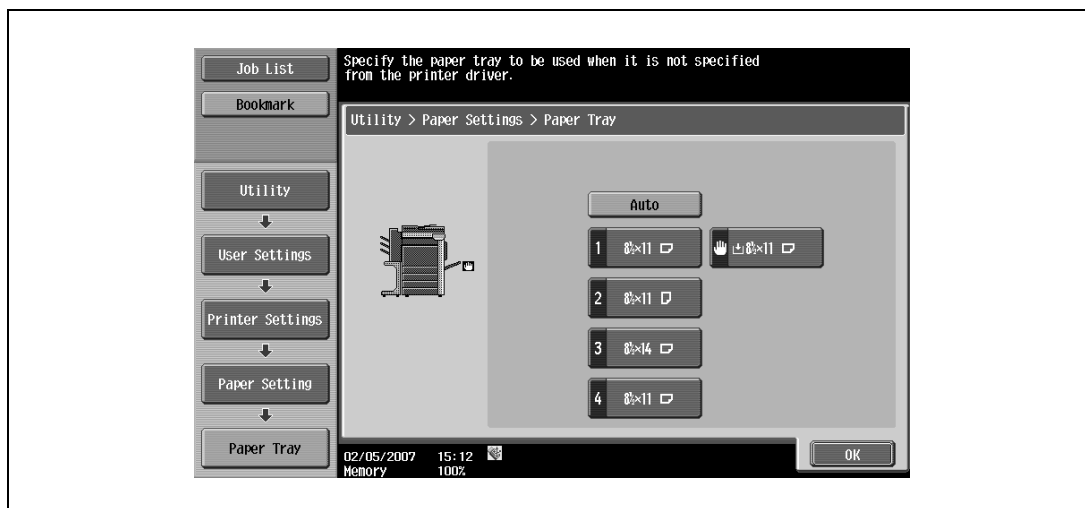 Job List
Bookmark
Utility
User Settings
Printer Settings
Paper Setting
Paper Tray
Specify the paper tray to be used when it is not specified
from the printer driver.
Utility > Paper Settings > Paper Tray
Auto
1 8½×11
8½×11
2 8½×11
3 8½×14
4 8½×11
02/05/2007 15:12
Memory 100%
OK